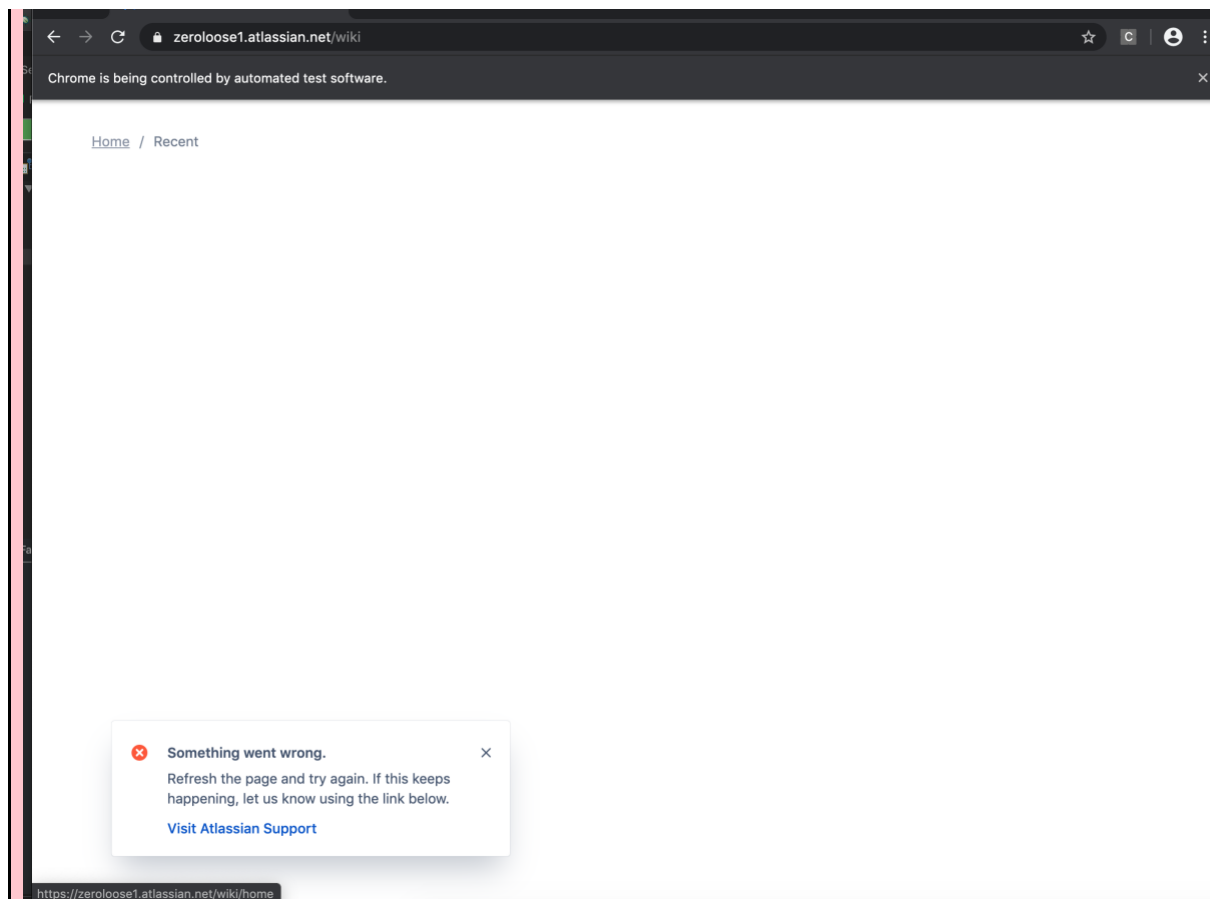 zeroloose1.atlassian.net/wiki
C
Chrome is being controlled by automated test software.
Home / Recent
Something went wrong.
Refresh the page and try again. If this keeps
happening, let us know using the link below.
Visit Atlassian Support
https://zeroloose1.atlassian.net/wiki/home